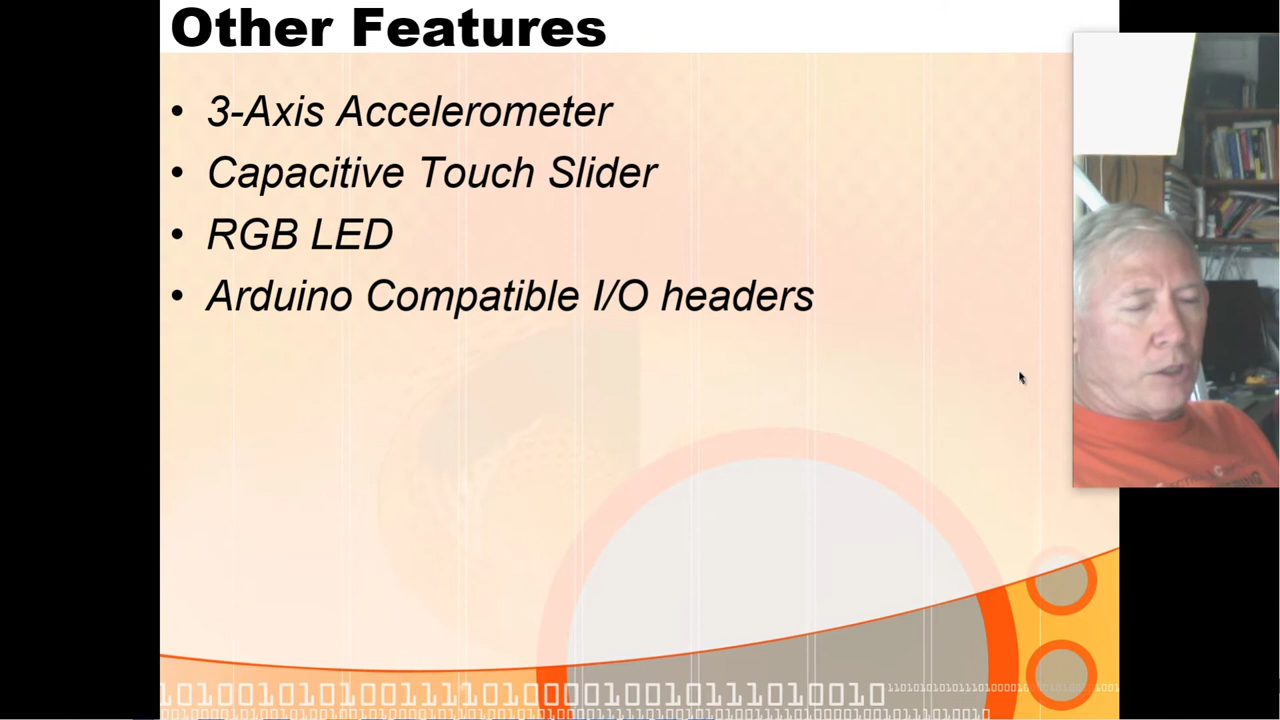 Other Features
• 3-Axis Accelerometer
• Capacitive Touch Slider
• RGB LED
• Arduino Compatible I/O headers